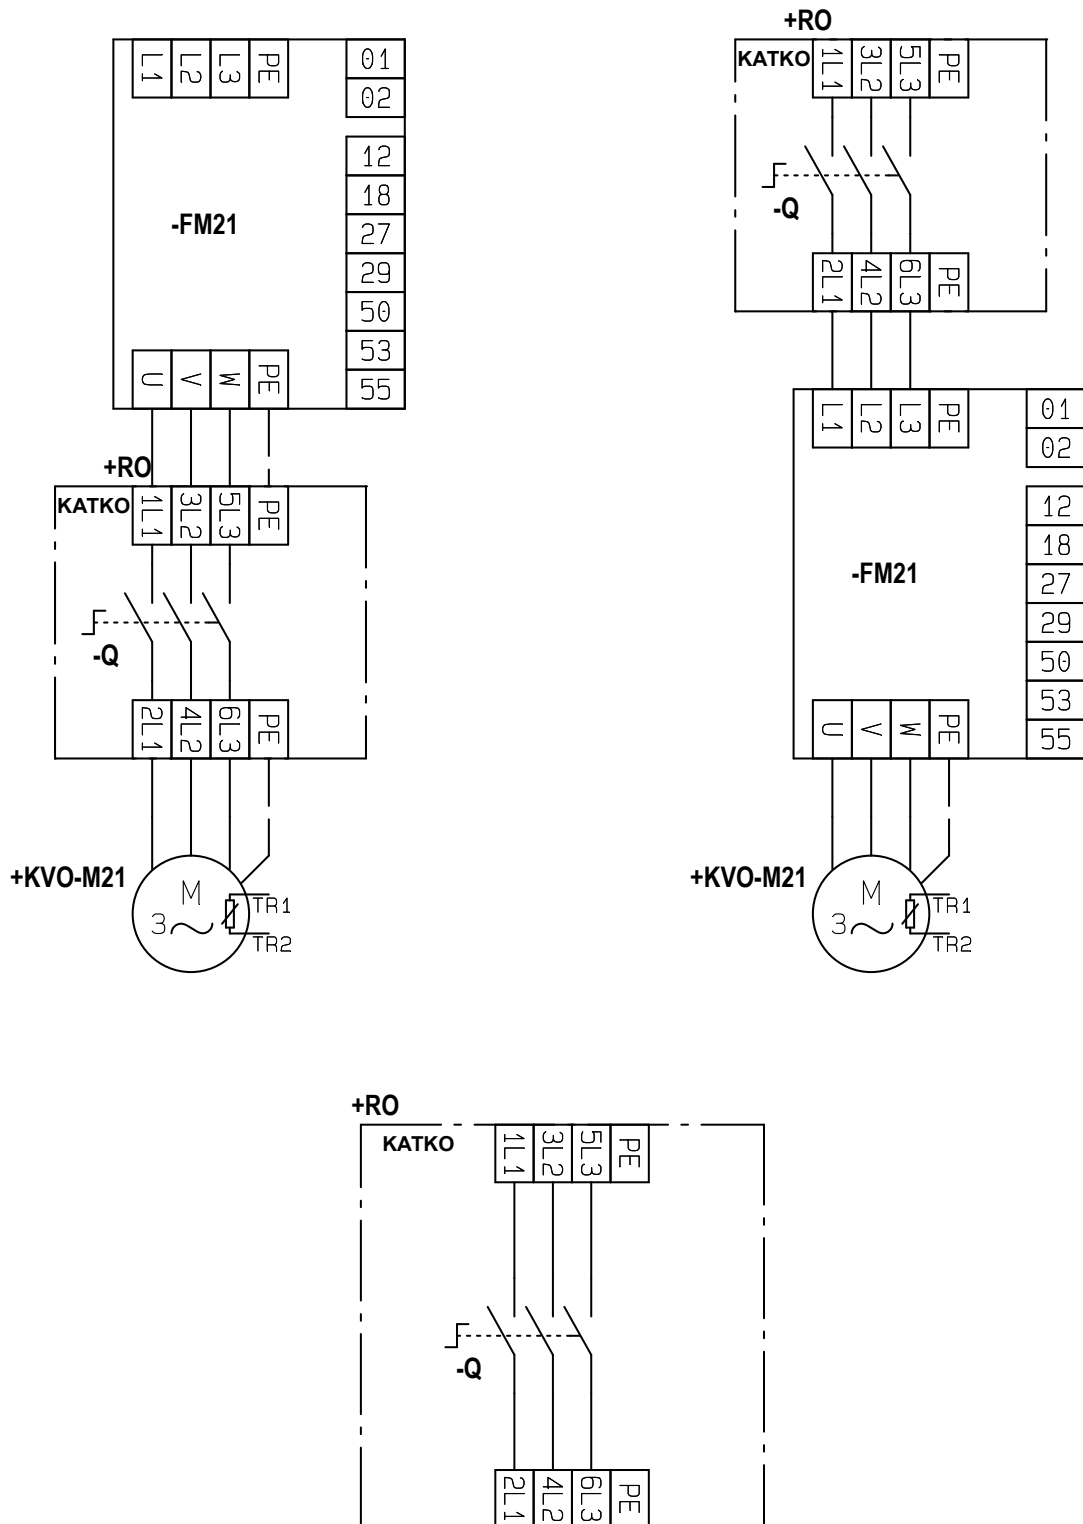 L1 L2 L3 PE
01
02
12
18
27
29
50
53
55
-FM21
U V W PE
+RO
KATKO
1L1 3L2 5L3 PE
-Q
2L1 4L2 6L3 PE
+KVO-M21
M
3
TR1
TR2
+RO
KATKO
1L1 3L2 5L3 PE
-Q
2L1 4L2 6L3 PE
L1 L2 L3 PE
01
02
12
18
27
29
50
53
55
-FM21
U V W PE
+KVO-M21
M
3
TR1
TR2
+RO
KATKO
1L1 3L2 5L3 PE
-Q
2L1 4L2 6L3 PE